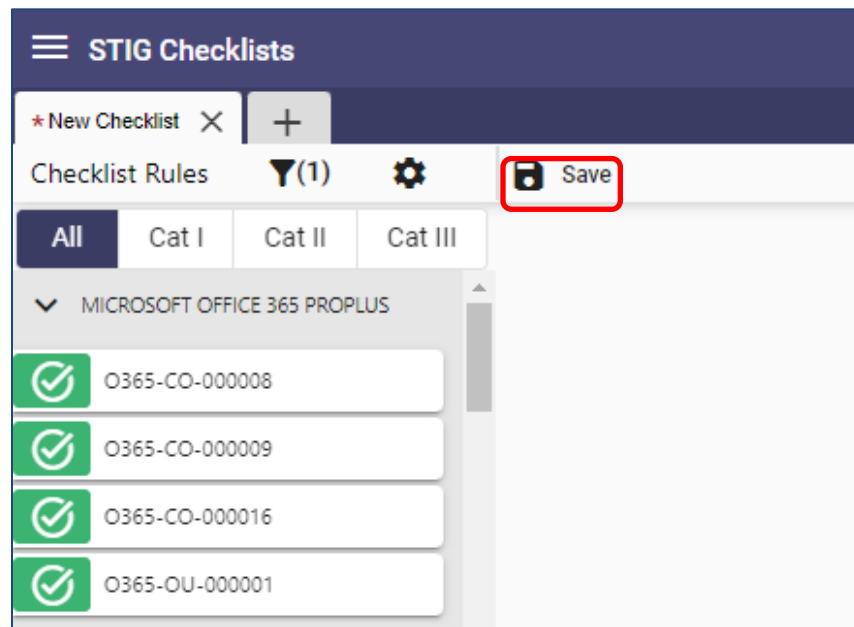 STIG Checklists
* New Checklist
Checklist Rules (1) Save
All Cat I Cat II Cat III
MICROSOFT OFFICE 365 PROPLUS
O365-CO-000008
O365-CO-000009
O365-CO-000016
O365-OU-000001